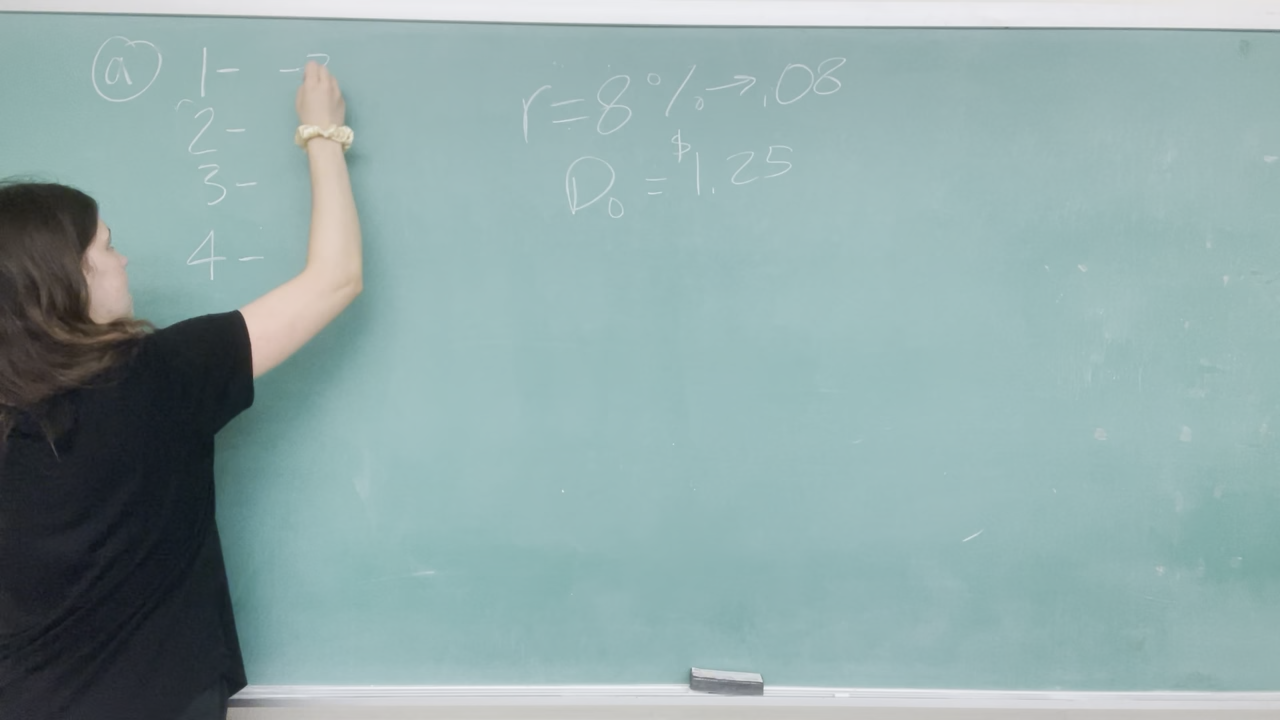 ⓐ 1-
2-
3-
4-
r=8%→.08
D₀ = $1.25